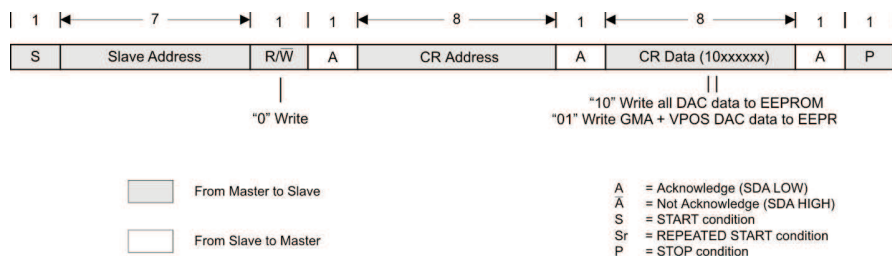 1 7 1 1 8 1 8 1 1
S Slave Address R/W̅ A CR Address A CR Data (10xxxxxx) A P
“0” Write
“10” Write all DAC data to EEPROM
“01” Write GMA + VPOS DAC data to EEPR
From Master to Slave
From Slave to Master
A = Acknowledge (SDA LOW)
A̅ = Not Acknowledge (SDA HIGH)
S = START condition
Sr = REPEATED START condition
P = STOP condition